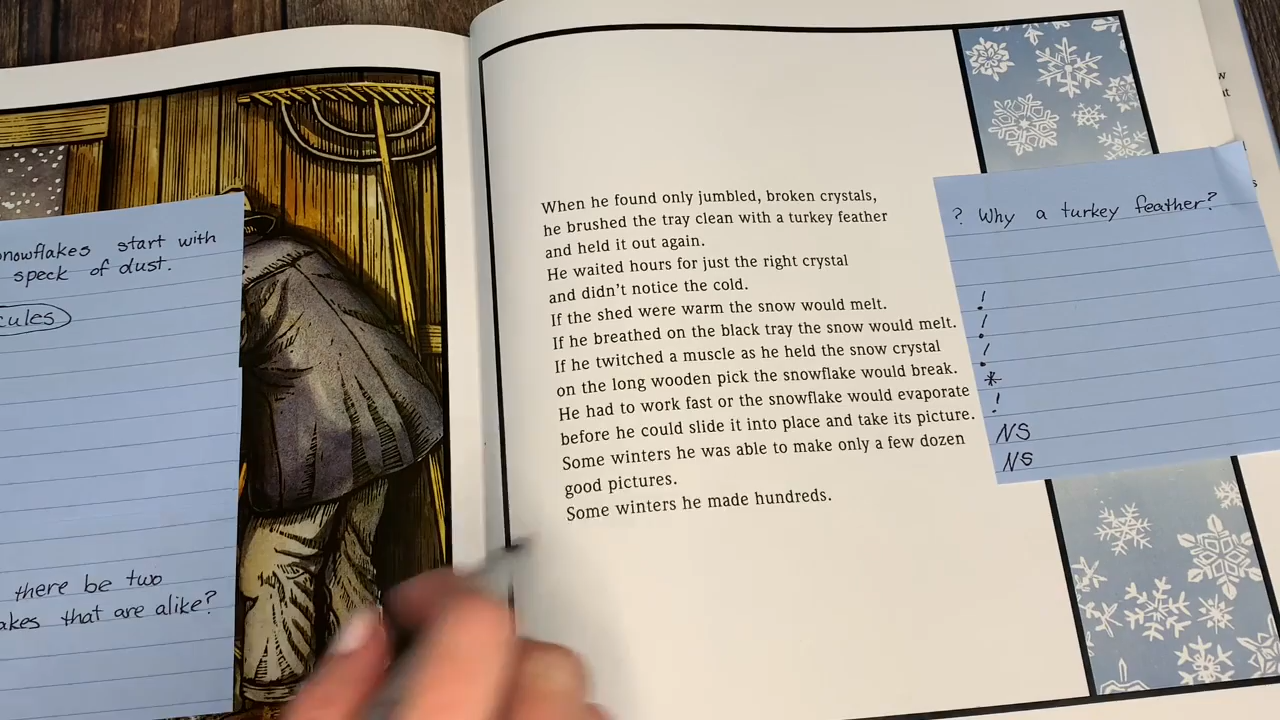 snowflakes start with
speck of dust.
cules
there be two
akes that are alike?
When he found only jumbled, broken crystals,
he brushed the tray clean with a turkey feather
and held it out again.
He waited hours for just the right crystal
and didn't notice the cold.
If the shed were warm the snow would melt.
If he breathed on the black tray the snow would melt.
If he twitched a muscle as he held the snow crystal
on the long wooden pick the snowflake would break.
He had to work fast or the snowflake would evaporate
before he could slide it into place and take its picture.
Some winters he was able to make only a few dozen
good pictures.
Some winters he made hundreds.
? Why a turkey feather?
!
!
!
*
!
NS
NS